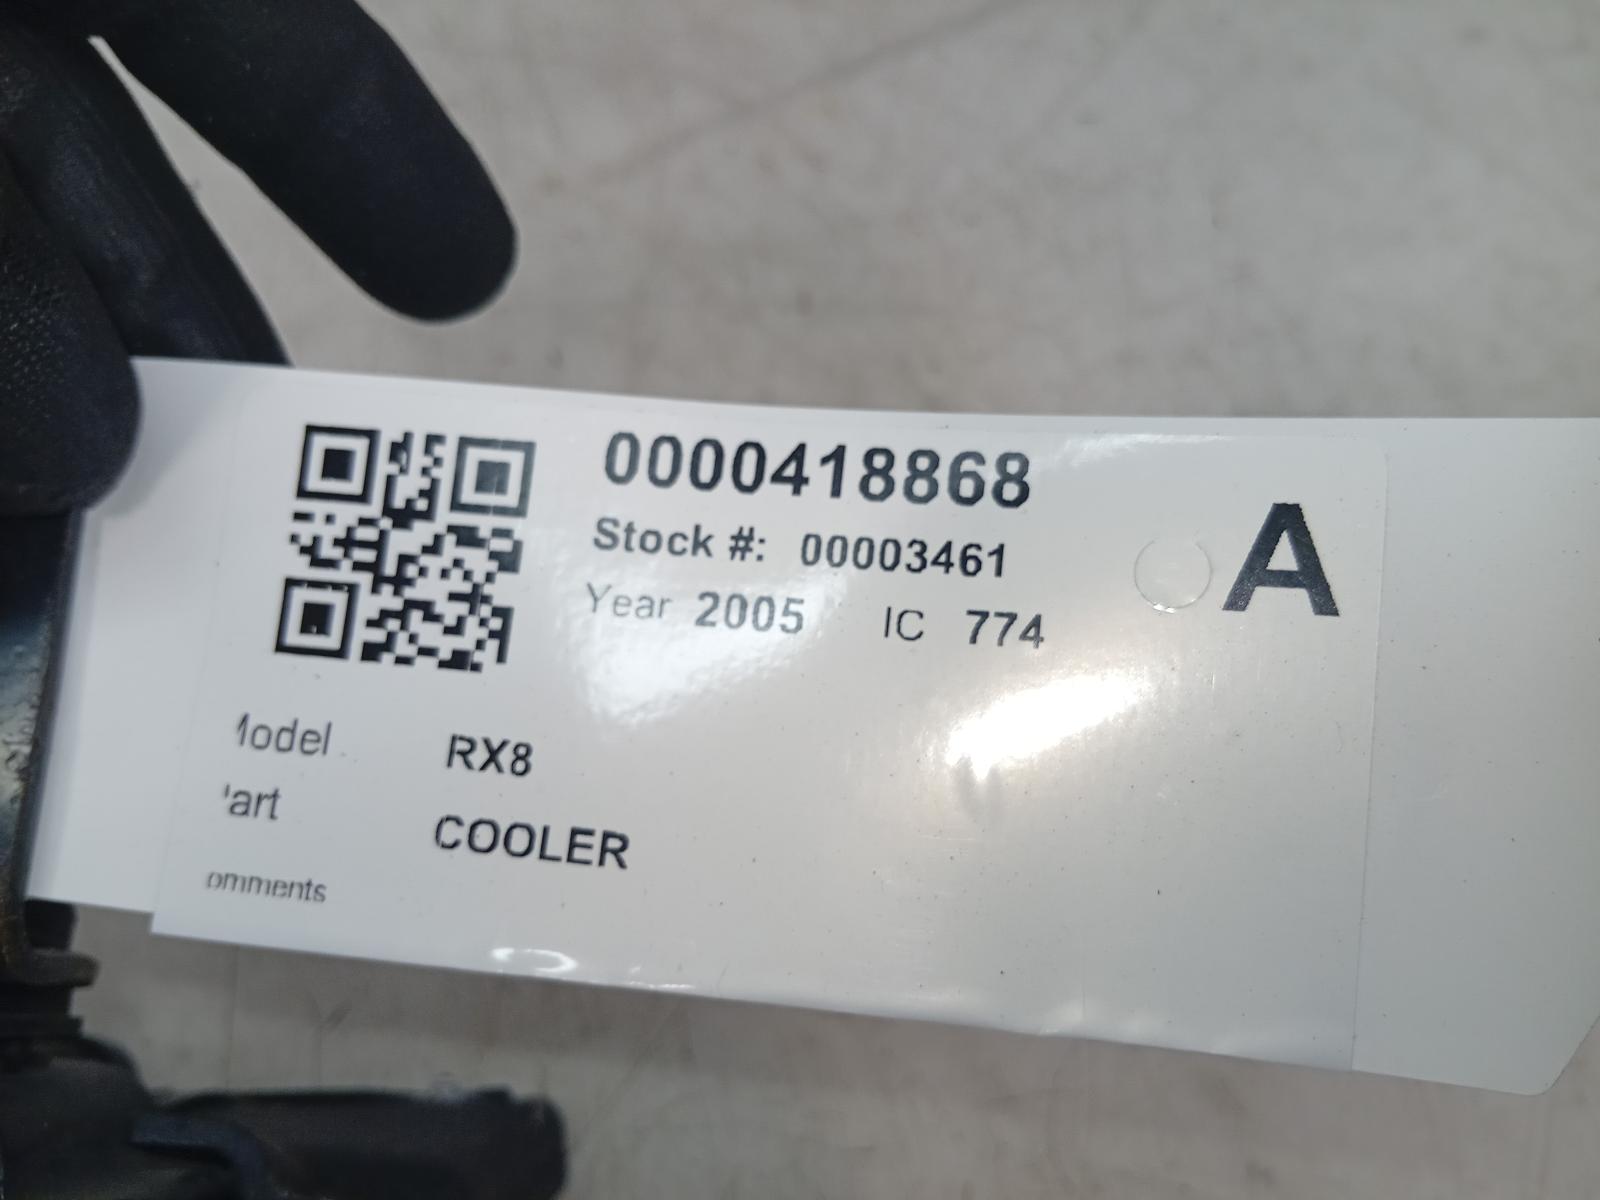 0000418868
Stock #: 00003461
A
Year 2005 IC 774
Model RX8
Part COOLER
omments